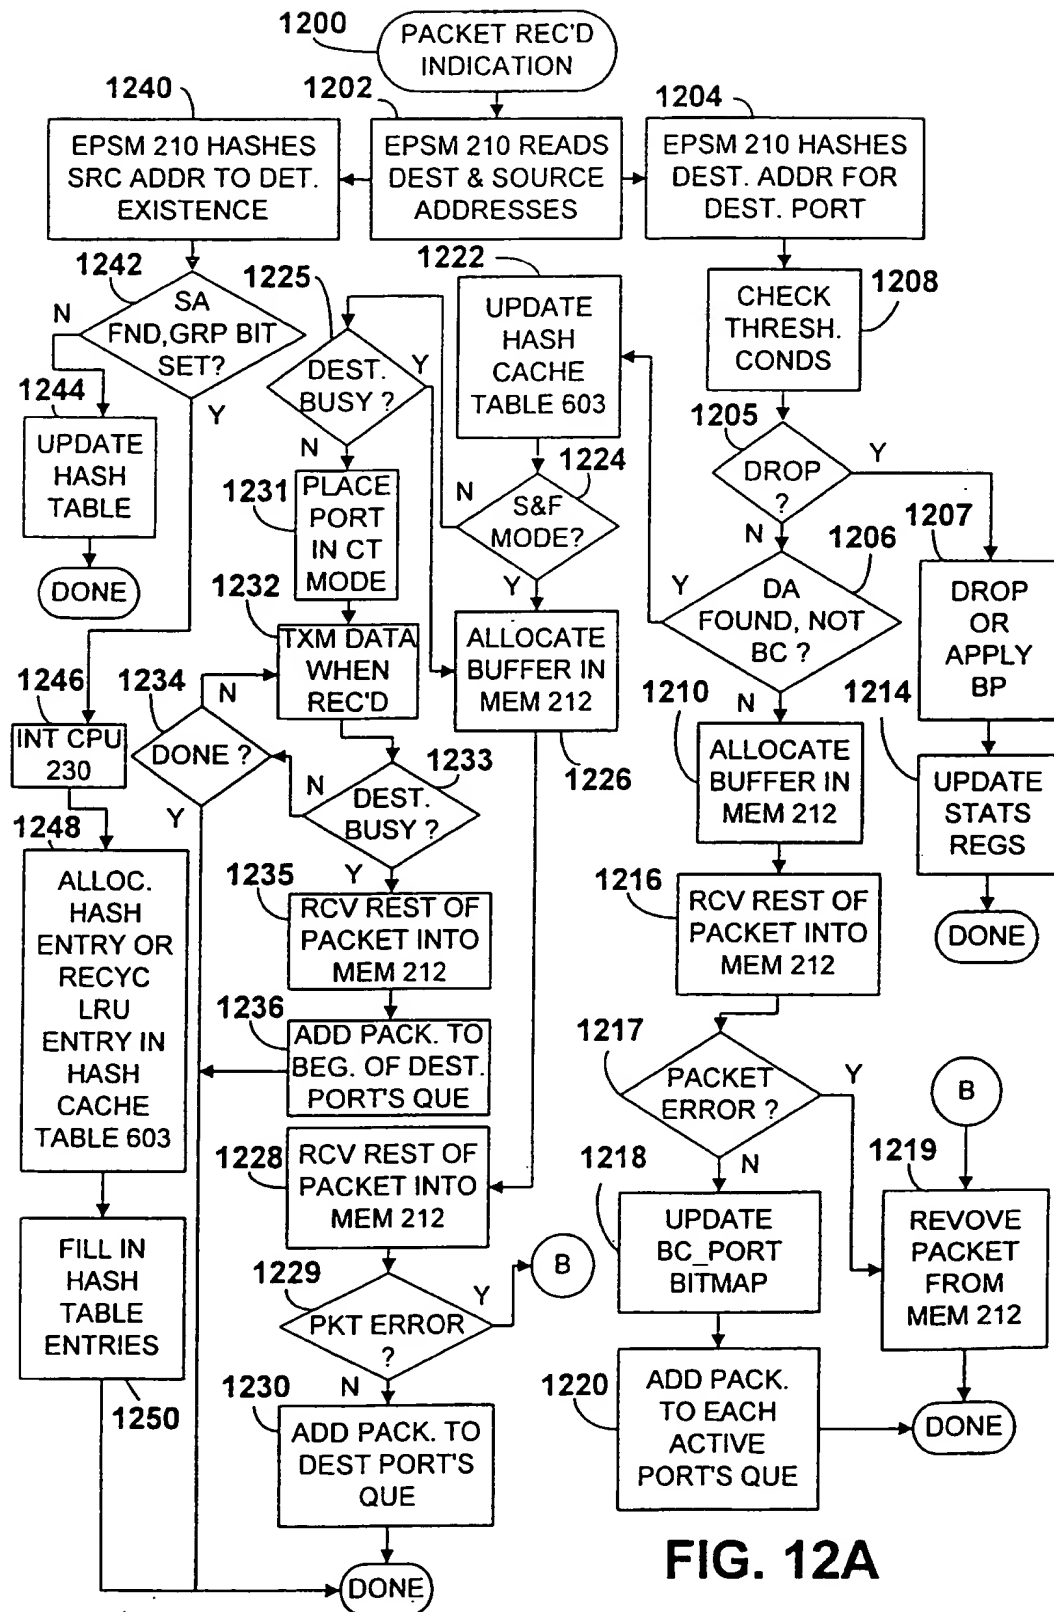 1200
PACKET REC'D
INDICATION
1240
EPSM 210 HASHES
SRC ADDR TO DET.
EXISTENCE
1202
EPSM 210 READS
DEST & SOURCE
ADDRESSES
1204
EPSM 210 HASHES
DEST. ADDR FOR
DEST. PORT
1242
SA
FND,GRP BIT
SET?
N
Y
1244
UPDATE
HASH
TABLE
DONE
1246
INT CPU
230
1248
ALLOC.
HASH
ENTRY OR
RECYC
LRU
ENTRY IN
HASH
CACHE
TABLE 603
FILL IN
HASH
TABLE
ENTRIES
1250
1225
DEST.
BUSY ?
Y
N
1231
PLACE
PORT
IN CT
MODE
1232
TXM DATA
WHEN
REC'D
1234
DONE ?
N
Y
1233
DEST.
BUSY ?
N
Y
1235
RCV REST OF
PACKET INTO
MEM 212
1236
ADD PACK. TO
BEG. OF DEST.
PORT'S QUE
1222
UPDATE
HASH
CACHE
TABLE 603
1224
S&F
MODE?
N
Y
ALLOCATE
BUFFER IN
MEM 212
1226
1228
RCV REST OF
PACKET INTO
MEM 212
1229
PKT ERROR
?
Y
N
B
1230
ADD PACK. TO
DEST PORT'S
QUE
DONE
1208
CHECK
THRESH.
CONDS
1205
DROP
?
Y
N
1207
DROP
OR
APPLY
BP
1214
UPDATE
STATS
REGS
DONE
1206
DA
FOUND, NOT
BC ?
Y
N
1210
ALLOCATE
BUFFER IN
MEM 212
1216
RCV REST OF
PACKET INTO
MEM 212
1217
PACKET
ERROR ?
Y
N
1218
UPDATE
BC_PORT
BITMAP
1220
ADD PACK.
TO EACH
ACTIVE
PORT'S QUE
B
1219
REVOVE
PACKET
FROM
MEM 212
DONE
FIG. 12A